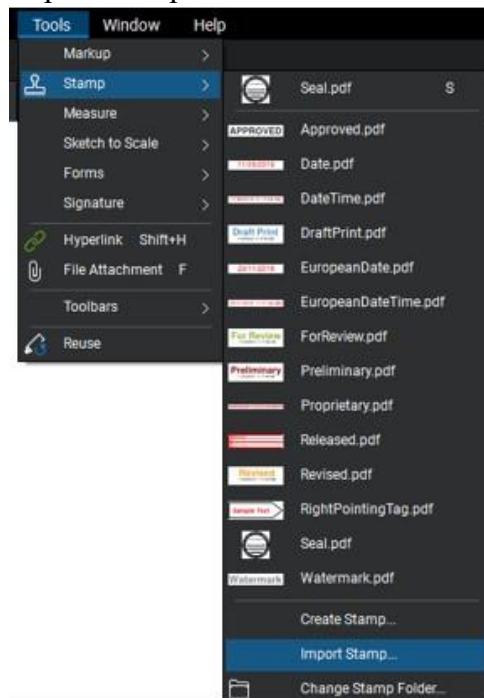 Tools Window Help
Markup
Stamp
Measure
Sketch to Scale
Forms
Signature
Hyperlink Shift+H
File Attachment F
Toolbars
Reuse
Seal.pdf S
APPROVED Approved.pdf
Date.pdf
DateTime.pdf
Draft Print DraftPrint.pdf
EuropeanDate.pdf
EuropeanDateTime.pdf
For Review ForReview.pdf
Preliminary Preliminary.pdf
Proprietary.pdf
Released.pdf
Revised Revised.pdf
Sample Text RightPointingTag.pdf
Seal.pdf
Watermark Watermark.pdf
Create Stamp...
Import Stamp...
Change Stamp Folder...